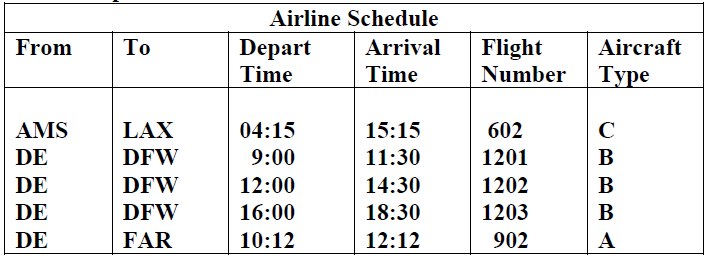 Airline Schedule
From To Depart Time Arrival Time Flight Number Aircraft Type
AMS LAX 04:15 15:15 602 C
DE DFW 9:00 11:30 1201 B
DE DFW 12:00 14:30 1202 B
DE DFW 16:00 18:30 1203 B
DE FAR 10:12 12:12 902 A